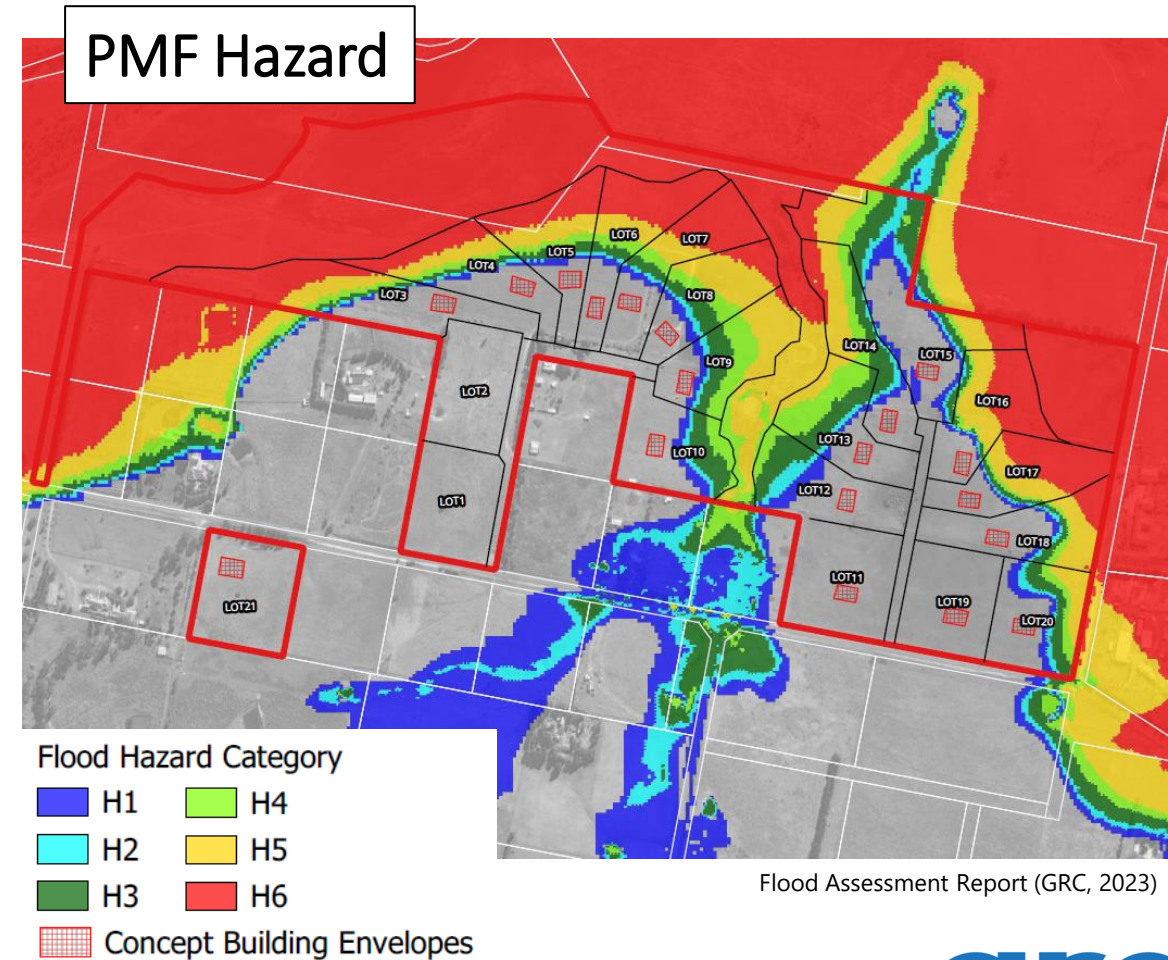 PMF Hazard
LOT6
LOT7
LOT5
LOT4
LOT3
LOT8
LOT14
LOT15
LOT9
LOT2
LOT16
LOT13
LOT10
LOT17
LOT12
LOT1
LOT18
LOT11
LOT19
LOT21
LOT20
Flood Hazard Category
H1 H4
H2 H5
H3 H6
Concept Building Envelopes
Flood Assessment Report (GRC, 2023)